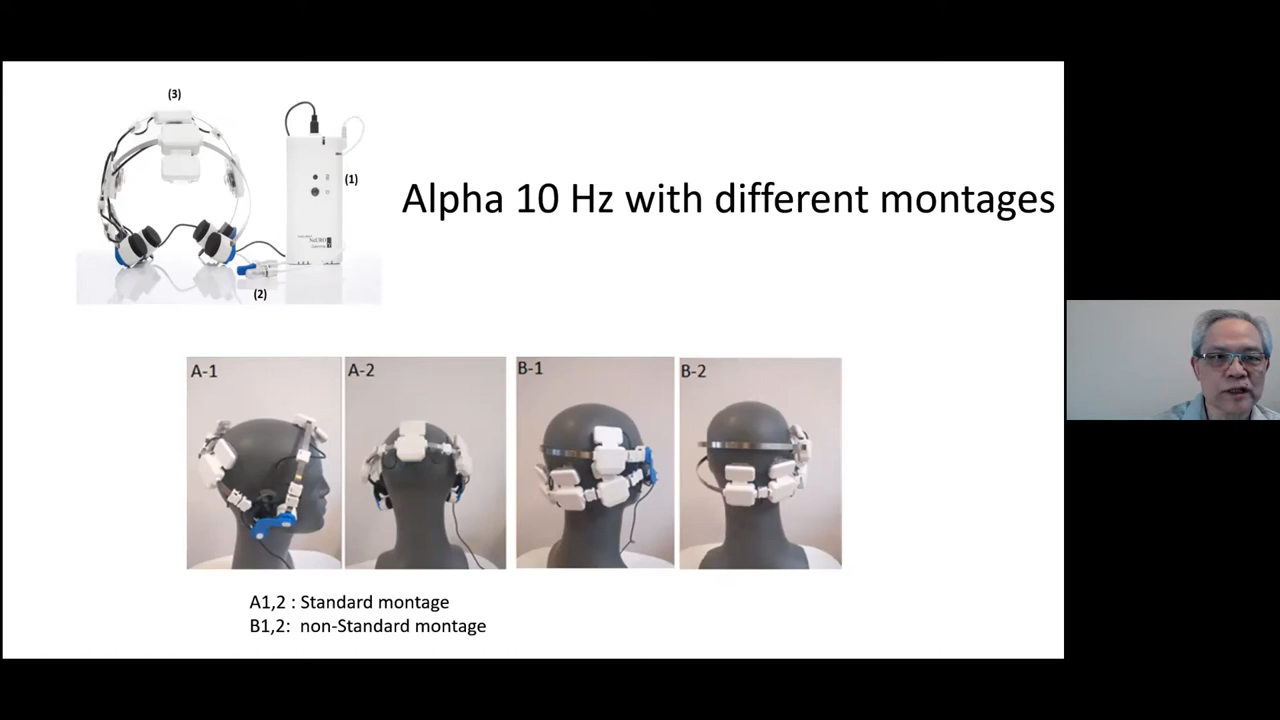 (3)
(1)
(2)
Alpha 10 Hz with different montages
A-1
A-2
B-1
B-2
A1,2 : Standard montage
B1,2: non-Standard montage